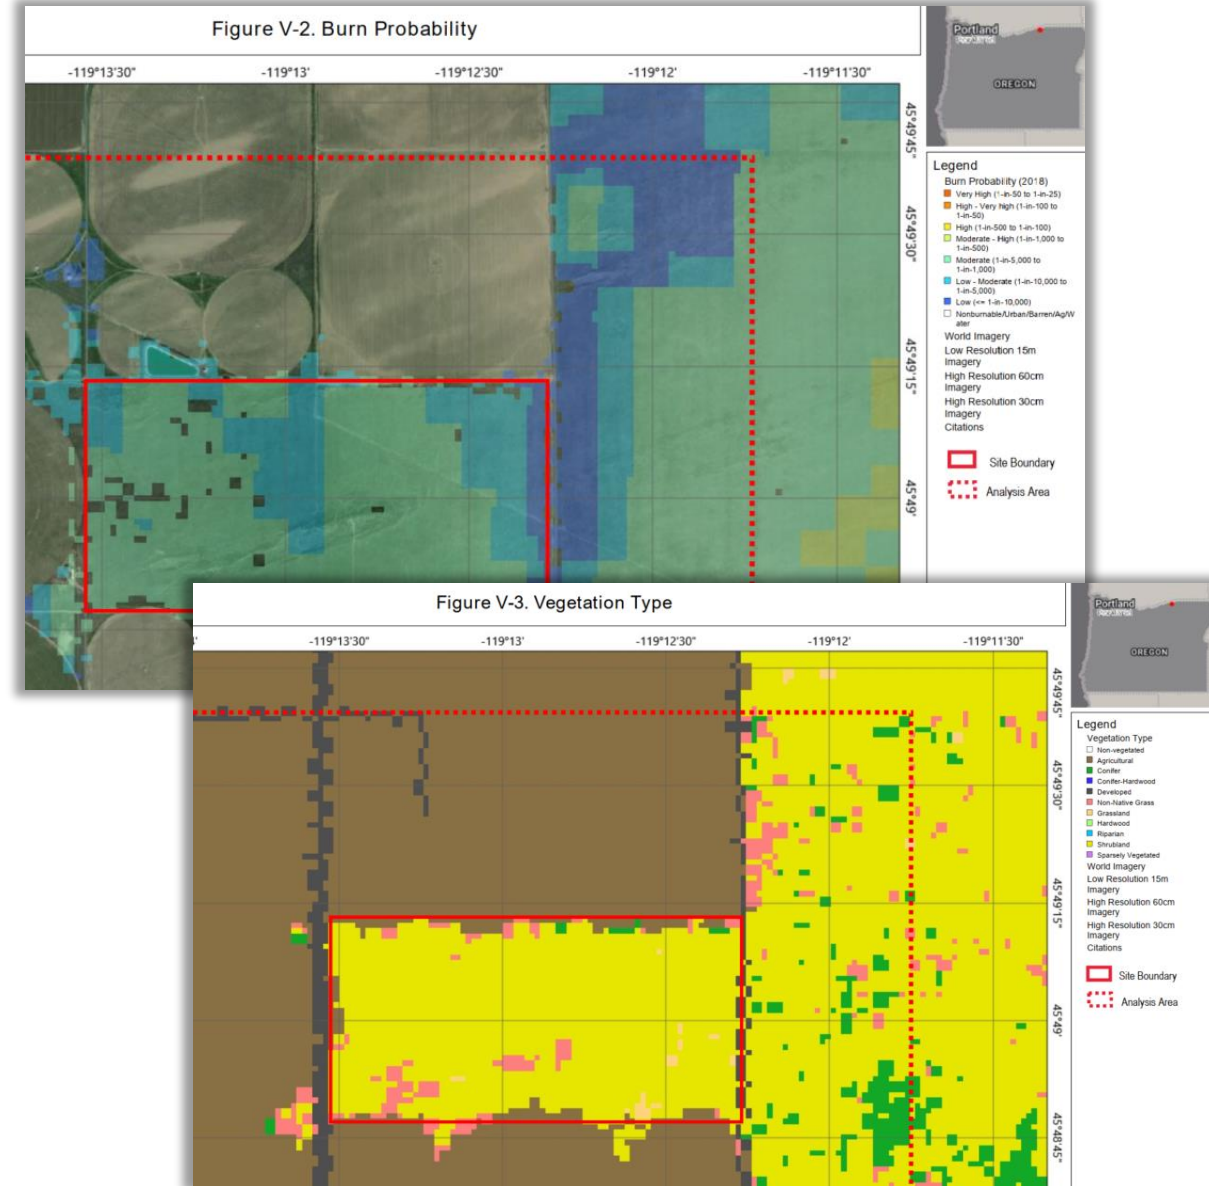 Figure V-2. Burn Probability
-119°13'30"
-119°13'
-119°12'30"
-119°12'
-119°11'30"
45°49'45"
45°49'30"
45°49'15"
45°49'
Portland
OREGON
Legend
Burn Probability (2018)
Very High (1-in-50 to 1-in-25)
High - Very high (1-in-100 to
1-in-50)
High (1-in-500 to 1-in-100)
Moderate - High (1-in-1,000 to
1-in-500)
Moderate (1-in-5,000 to
1-in-1,000)
Low - Moderate (1-in-10,000 to
1-in-5,000)
Low (<= 1-in-10,000)
Nonburnable/Urban/Barren/Ag/W
ater
World Imagery
Low Resolution 15m
Imagery
High Resolution 60cm
Imagery
High Resolution 30cm
Imagery
Citations
Site Boundary
Analysis Area
Figure V-3. Vegetation Type
-119°13'30"
-119°13'
-119°12'30"
-119°12'
-119°11'30"
45°49'45"
45°49'30"
45°49'15"
45°49'
45°48'45"
Portland
OREGON
Legend
Vegetation Type
Non-vegetated
Agricultural
Conifer
Conifer-Hardwood
Developed
Non-Native Grass
Grassland
Hardwood
Riparian
Shrubland
Sparsely Vegetated
World Imagery
Low Resolution 15m
Imagery
High Resolution 60cm
Imagery
High Resolution 30cm
Imagery
Citations
Site Boundary
Analysis Area